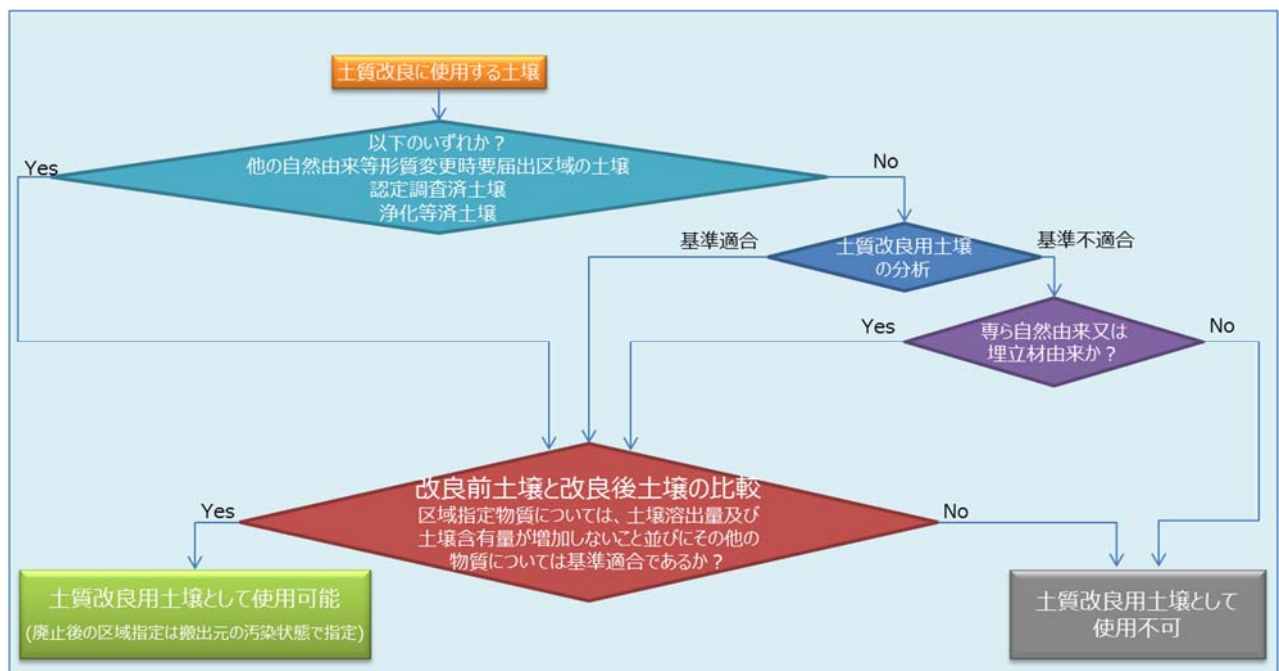 土質改良に使用する土壌
以下のいずれか？
他の自然由来等形質変更時要届出区域の土壌
認定調査済土壌
浄化等済土壌
Yes
No
基準適合
土質改良用土壌
の分析
基準不適合
Yes
専ら自然由来又は
埋立材由来か？
No
改良前土壌と改良後土壌の比較
区域指定物質については、土壌溶出量及び
土壌含有量が増加しないこと並びにその他の
物質については基準適合であるか？
Yes
No
土質改良用土壌として使用可能
(廃止後の区域指定は搬出元の汚染状態で指定)
土質改良用土壌として
使用不可